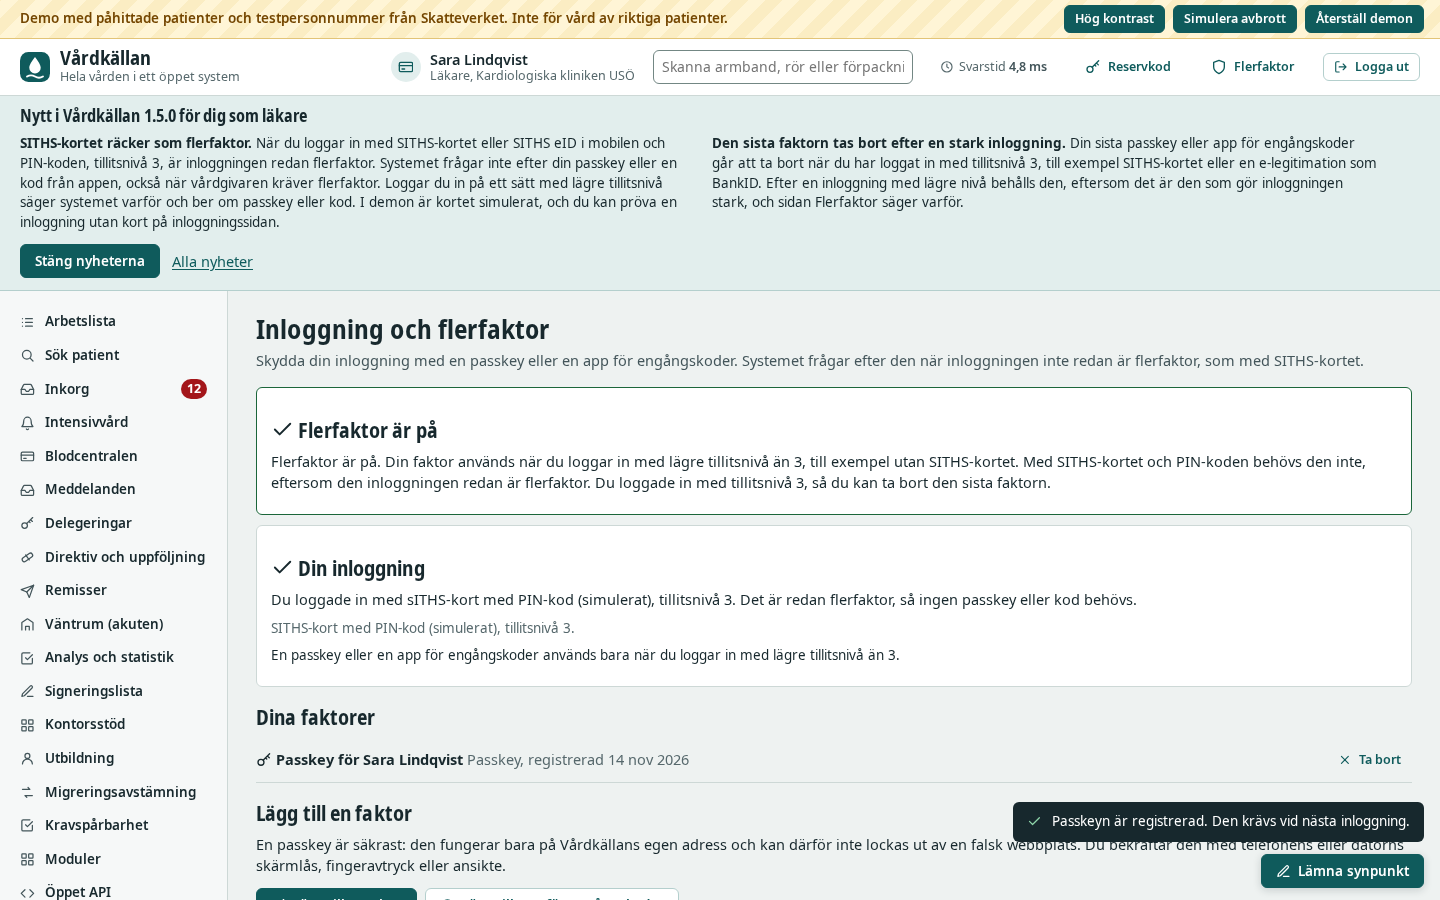 Demo med påhittade patienter och testpersonnummer från Skatteverket. Inte för vård av riktiga patienter.
Hög kontrast
Simulera avbrott
Återställ demon
Vårdkällan
Hela vården i ett öppet system
Sara Lindqvist
Läkare, Kardiologiska kliniken USÖ
Skanna armband, rör eller förpackni
Svarstid 4,8 ms
Reservkod
Flerfaktor
Logga ut
Nytt i Vårdkällan 1.5.0 för dig som läkare
SITHS-kortet räcker som flerfaktor. När du loggar in med SITHS-kortet eller SITHS eID i mobilen och
PIN-koden, tillitsnivå 3, är inloggningen redan flerfaktor. Systemet frågar inte efter din passkey eller en
kod från appen, också när vårdgivaren kräver flerfaktor. Loggar du in på ett sätt med lägre tillitsnivå
säger systemet varför och ber om passkey eller kod. I demon är kortet simulerat, och du kan pröva en
inloggning utan kort på inloggningssidan.
Den sista faktorn tas bort efter en stark inloggning. Din sista passkey eller app för engångskoder
går att ta bort när du har loggat in med tillitsnivå 3, till exempel SITHS-kortet eller en e-legitimation som
BankID. Efter en inloggning med lägre nivå behålls den, eftersom det är den som gör inloggningen
stark, och sidan Flerfaktor säger varför.
Stäng nyheterna
Alla nyheter
Arbetslista
Sök patient
Inkorg
12
Intensivvård
Blodcentralen
Meddelanden
Delegeringar
Direktiv och uppföljning
Remisser
Väntrum (akuten)
Analys och statistik
Signeringslista
Kontorsstöd
Utbildning
Migreringsavstämning
Kravspårbarhet
Moduler
Öppet API
Inloggning och flerfaktor
Skydda din inloggning med en passkey eller en app för engångskoder. Systemet frågar efter den när inloggningen inte redan är flerfaktor, som med SITHS-kortet.
Flerfaktor är på
Flerfaktor är på. Din faktor används när du loggar in med lägre tillitsnivå än 3, till exempel utan SITHS-kortet. Med SITHS-kortet och PIN-koden behövs den inte,
eftersom den inloggningen redan är flerfaktor. Du loggade in med tillitsnivå 3, så du kan ta bort den sista faktorn.
Din inloggning
Du loggade in med sITHS-kort med PIN-kod (simulerat), tillitsnivå 3. Det är redan flerfaktor, så ingen passkey eller kod behövs.
SITHS-kort med PIN-kod (simulerat), tillitsnivå 3.
En passkey eller en app för engångskoder används bara när du loggar in med lägre tillitsnivå än 3.
Dina faktorer
Passkey för Sara Lindqvist Passkey, registrerad 14 nov 2026
Ta bort
Lägg till en faktor
En passkey är säkrast: den fungerar bara på Vårdkällans egen adress och kan därför inte lockas ut av en falsk webbplats. Du bekräftar den med telefonens eller datorns
skärmlås, fingeravtryck eller ansikte.
Passkeyn är registrerad. Den krävs vid nästa inloggning.
Lämna synpunkt